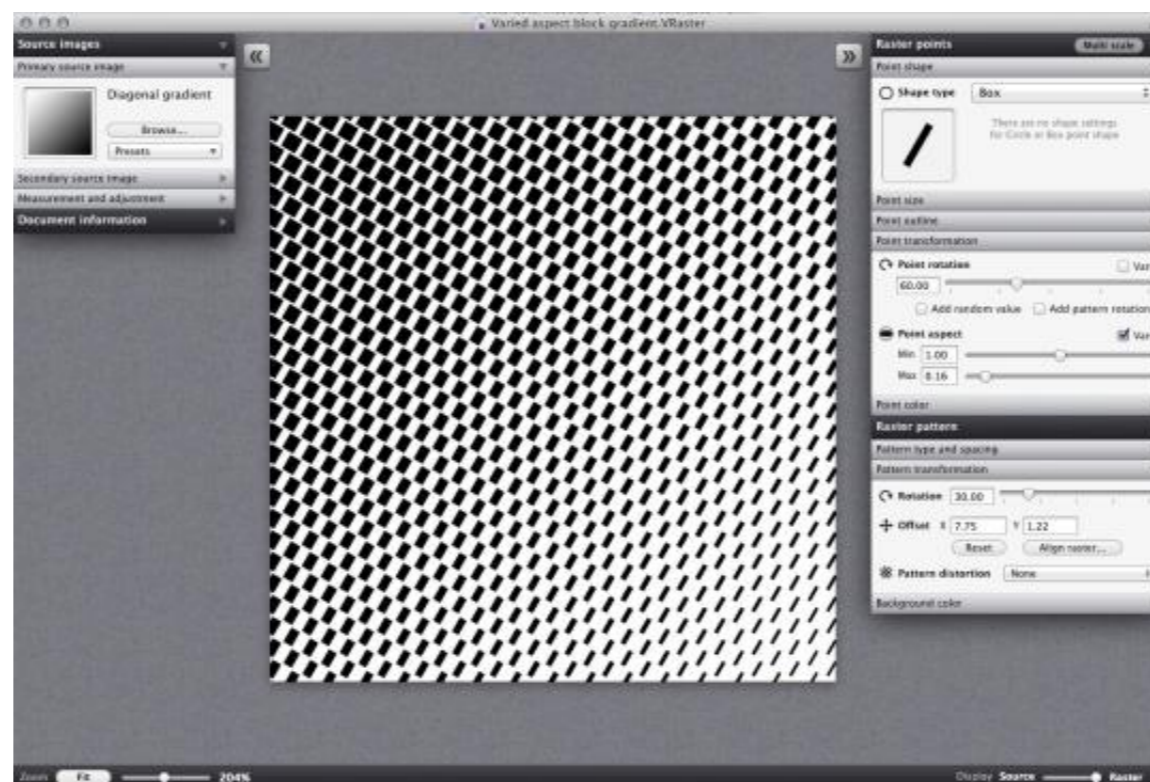 Varied aspect block gradient.VRaster
Source images
Primary source image
Diagonal gradient
Browse...
Presets
Secondary source image
Measurement and adjustment
Document information
«
»
Raster points
Multi scale
Point shape
Shape type Box
There are no shape settings
for Circle or Box point shape
Point size
Point outline
Point transformation
Point rotation Var
60.00
Add random value Add pattern rotation
Point aspect Var
Min 1.00
Max 0.16
Point color
Raster pattern
Pattern type and spacing
Pattern transformation
Rotation 30.00
Offset X 7.75 Y 1.22
Reset Align raster...
Pattern distortion None
Background color
Zoom Fit 204%
Display Source Raster